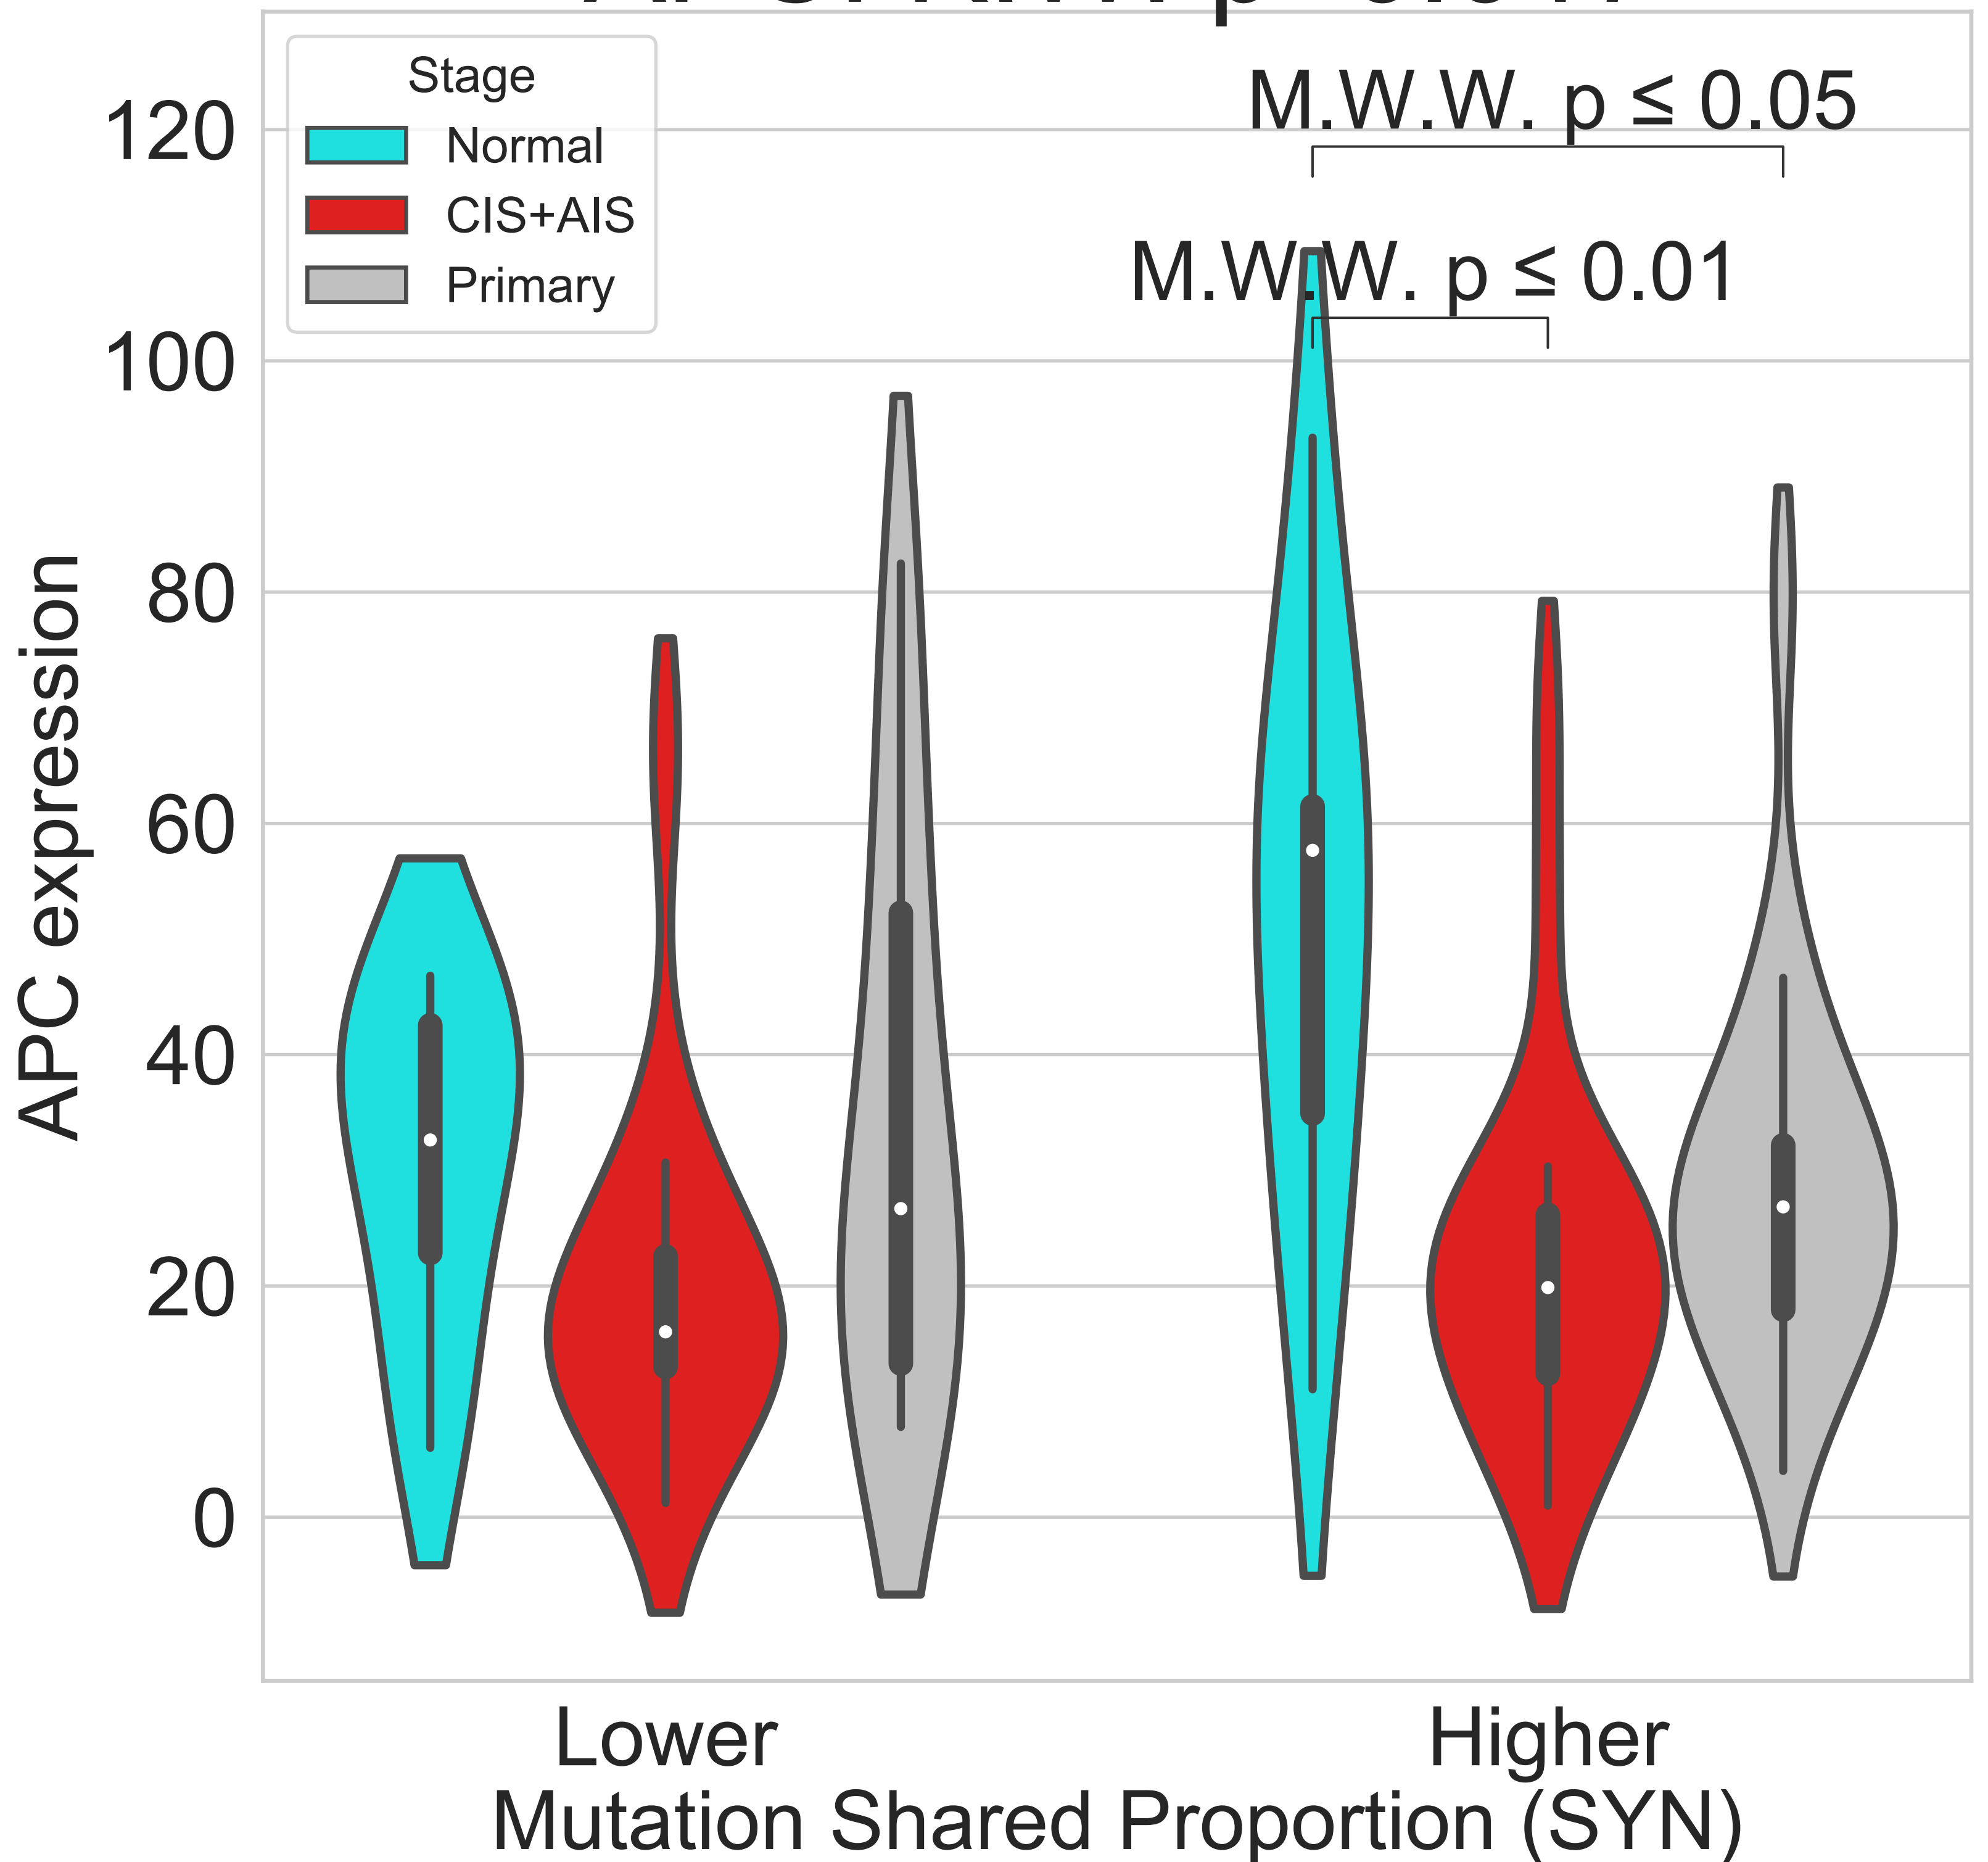 Stage
Normal
CIS+AIS
Primary
M.W.W. p ≤ 0.05
M.W.W. p ≤ 0.01
120
100
80
60
40
20
0
APC expression
Lower
Higher
Mutation Shared Proportion (SYN)